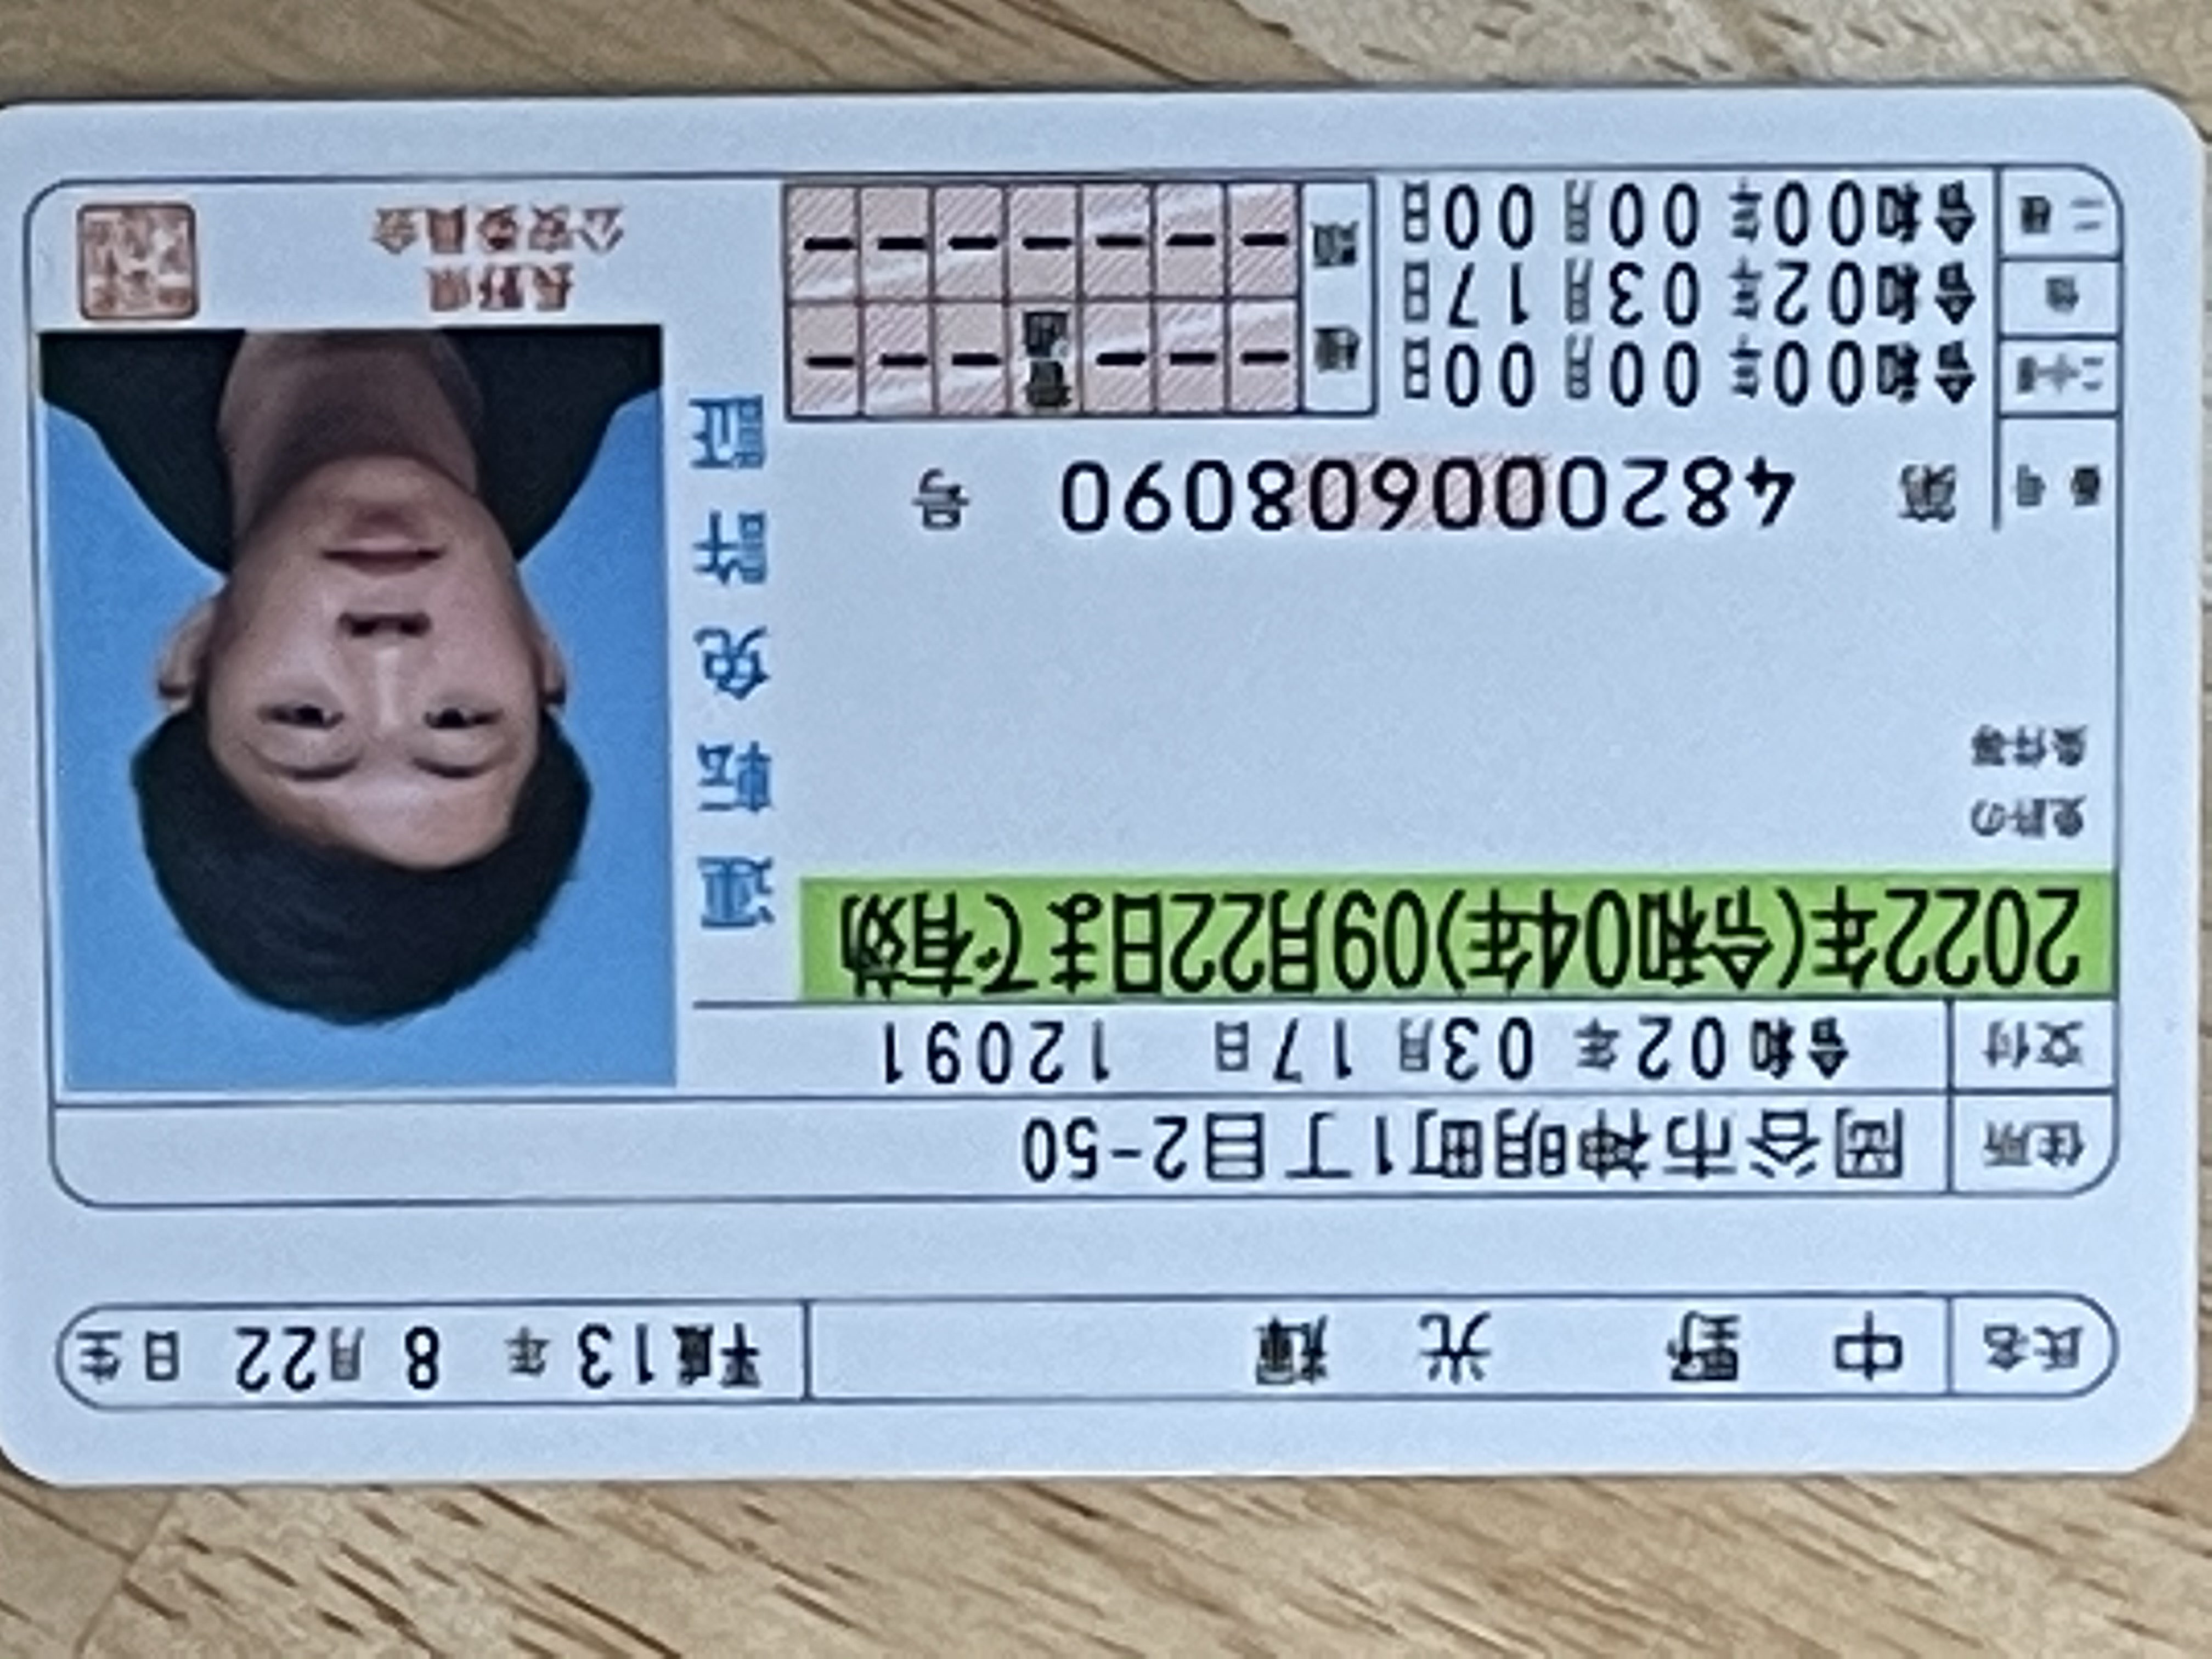 氏名 中野光輝 平成13年8月22日生
住所 岡谷市神明町1丁目2-50
交付 令和02年03月17日 12091
2022年(令和04年)09月22日まで有効
免許の
条件等
運転免許証
番号 第 482000608090 号
二・小・原 令和00年00月00日
他 令和02年03月17日
二種 令和00年00月00日
種類 普通
長野県
公安委員会